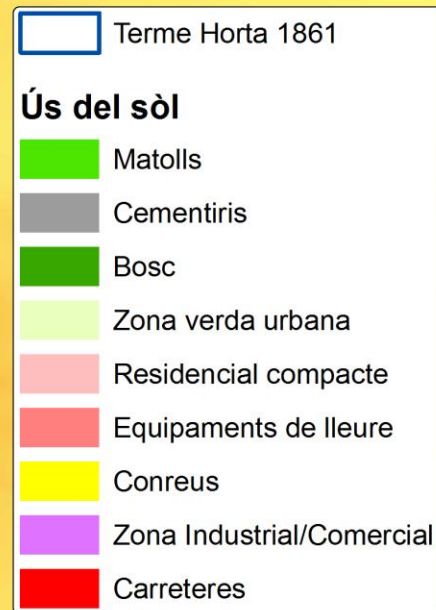 Terme Horta 1861
Ús del sòl
Matolls
Cementiris
Bosc
Zona verda urbana
Residencial compacte
Equipaments de lleure
Conreus
Zona Industrial/Comercial
Carreteres